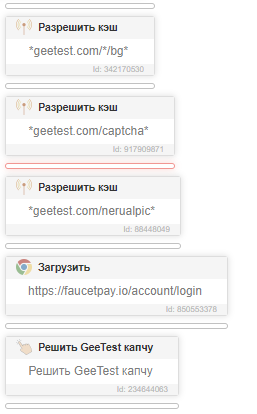 Разрешить кэш
*geetest.com/*/bg*
Id: 342170530
Разрешить кэш
*geetest.com/captcha*
Id: 917909871
Разрешить кэш
*geetest.com/nerualpic*
Id: 88448049
Загрузить
https://faucetpay.io/account/login
Id: 850553378
Решить GeeTest капчу
Решить GeeTest капчу
Id: 234644063